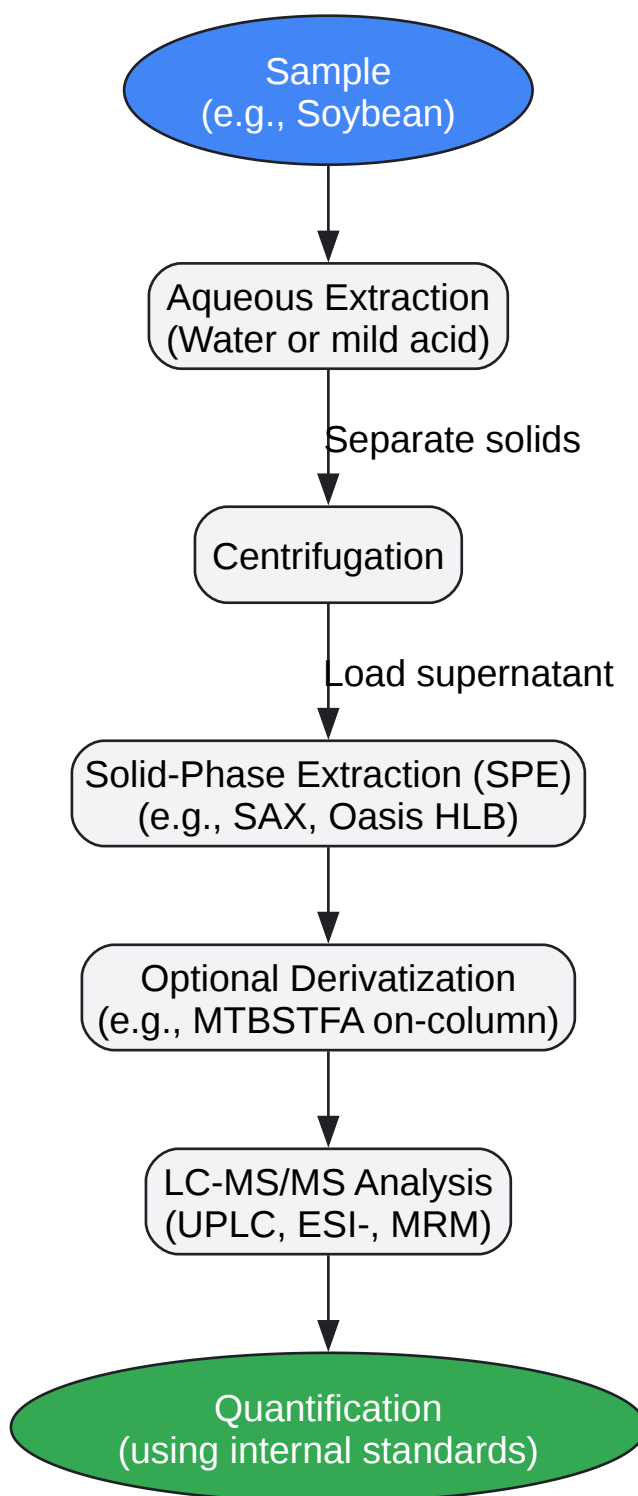 Sample
(e.g., Soybean)
Aqueous Extraction
(Water or mild acid)
Separate solids
Centrifugation
Load supernatant
Solid-Phase Extraction (SPE)
(e.g., SAX, Oasis HLB)
Optional Derivatization
(e.g., MTBSTFA on-column)
LC-MS/MS Analysis
(UPLC, ESI-, MRM)
Quantification
(using internal standards)